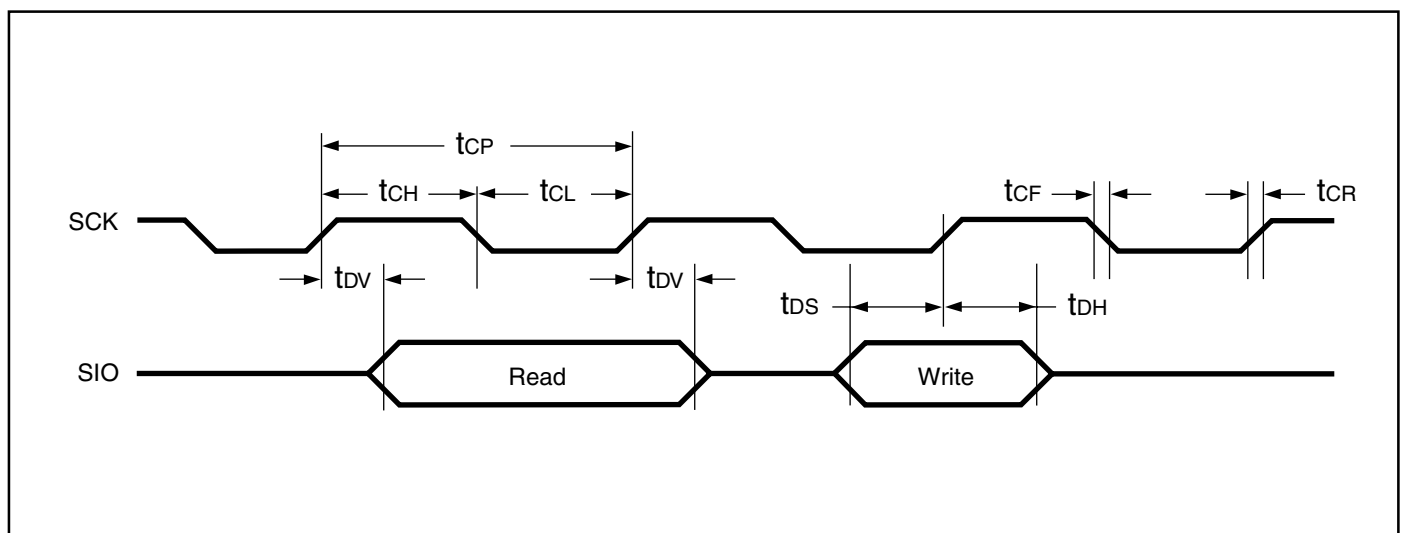 tCP
tCH tCL tCF tCR
SCK
tDV tDV
tDS tDH
SIO Read Write